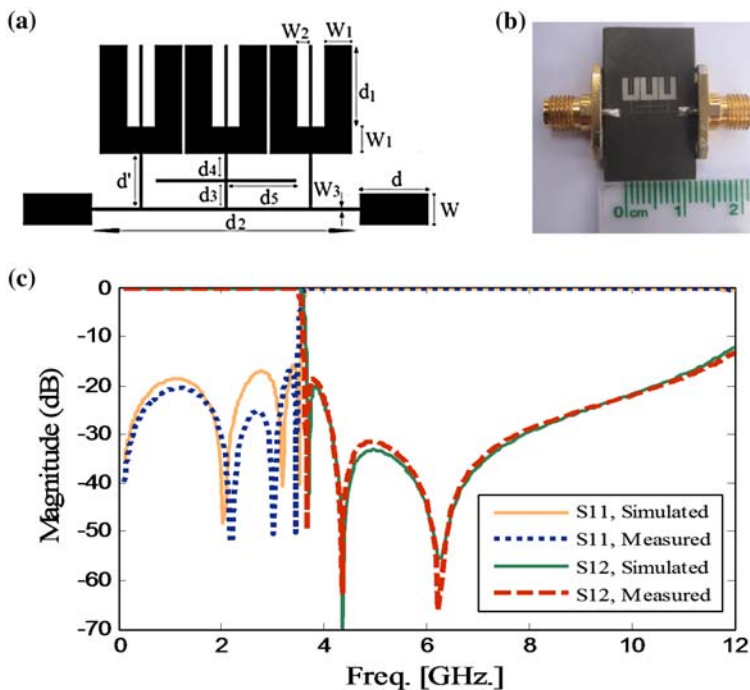 (a)
W₂ W₁
d₁
W₁
d'
d₄
d₃
d₅
W₃
d
W
d₂
(b)
0 cm 1 2
(c)
0
-10
-20
-30
-40
-50
-60
-70
Magnitude (dB)
S11, Simulated
S11, Measured
S12, Simulated
S12, Measured
0 2 4 6 8 10 12
Freq. [GHz.]